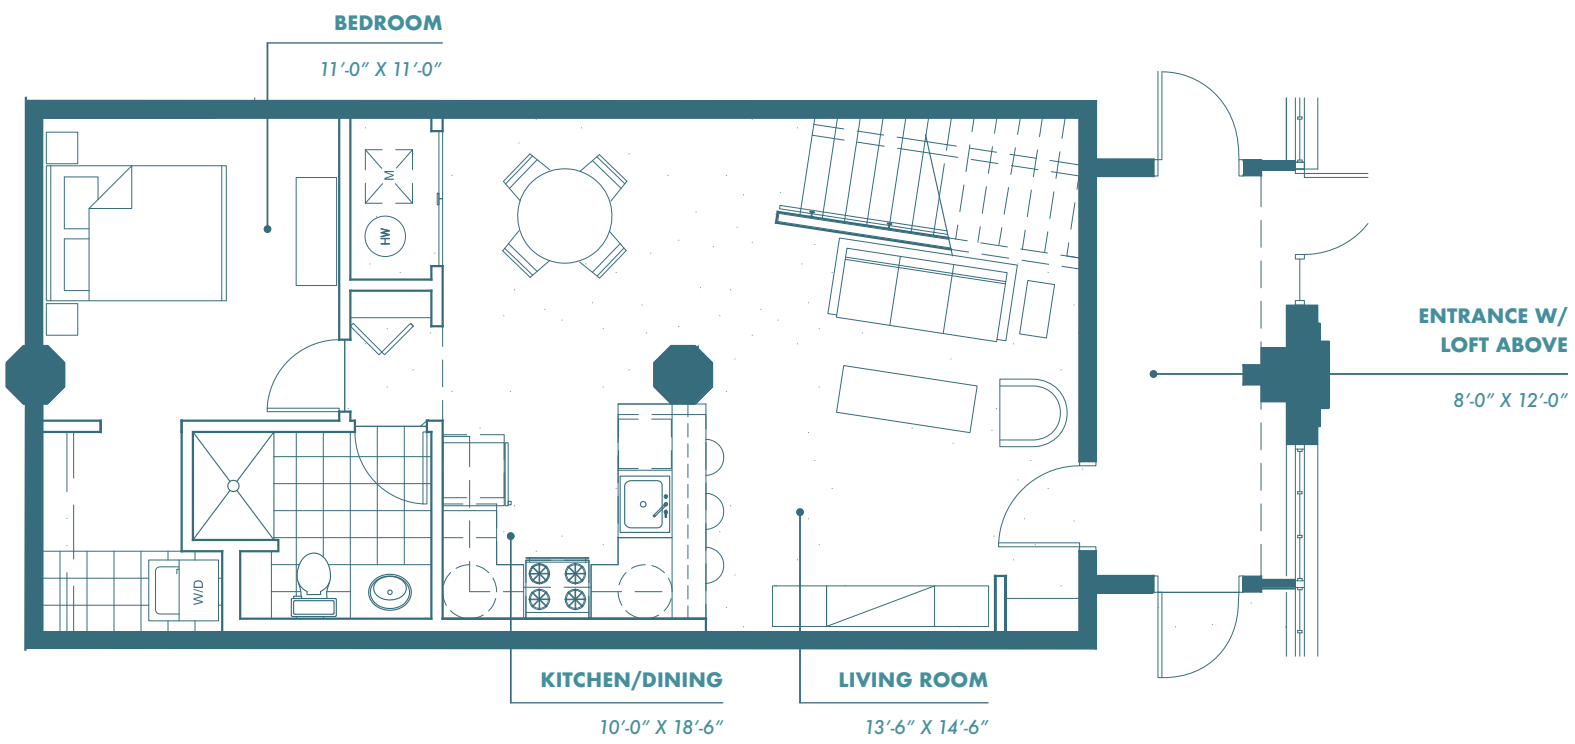 BEDROOM
11'-0" X 11'-0"
M
HW
ENTRANCE W/
LOFT ABOVE
8'-0" X 12'-0"
W/D
KITCHEN/DINING
10'-0" X 18'-6"
LIVING ROOM
13'-6" X 14'-6"